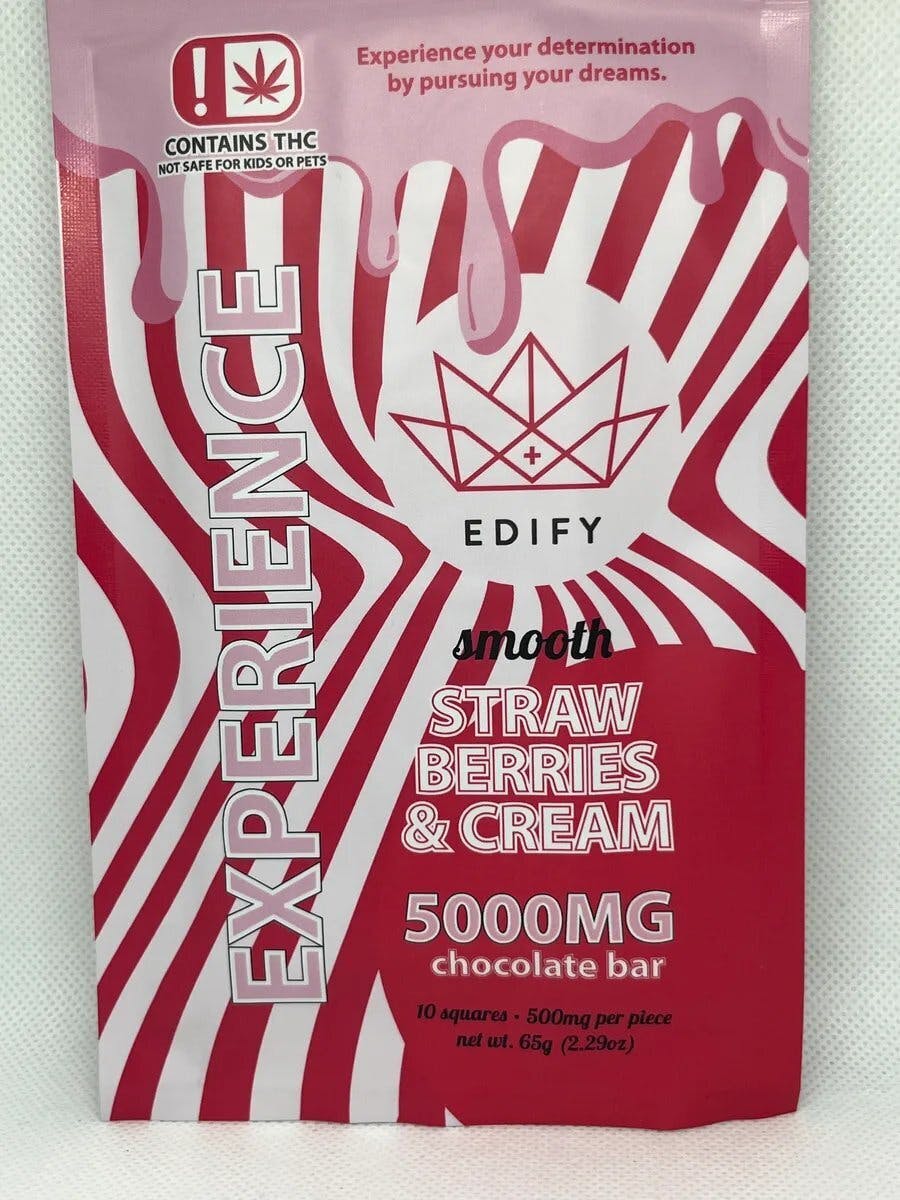 CONTAINS THC
NOT SAFE FOR KIDS OR PETS
Experience your determination
by pursuing your dreams.
EXPERIENCE
EDIFY
smooth
STRAW
BERRIES
& CREAM
5000MG
chocolate bar
10 squares • 500mg per piece
net wt. 65g (2.29oz)